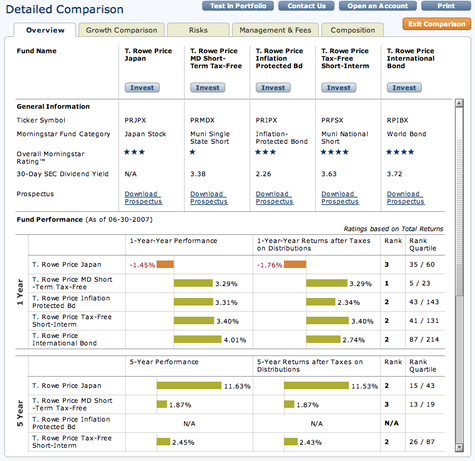 Detailed Comparison
Test in Portfolio Contact Us Open an Account Print
Exit Comparison
Overview Growth Comparison Risks Management & Fees Composition
Fund Name T. Rowe Price T. Rowe Price T. Rowe Price T. Rowe Price T. Rowe Price
Japan MD Short- Inflation Tax-Free International
Term Tax-Free Protected Bd Short-Interm Bond
Invest Invest Invest Invest Invest
General Information
Ticker Symbol PRJPX PRMDX PRIPX PRFSX RPIBX
Morningstar Fund Category Japan Stock Muni Single Inflation- Muni National World Bond
State Short Protected Bond Short
Overall Morningstar ★★★ ★ ★★★ ★★★★ ★★★★
Rating™
30-Day SEC Dividend Yield N/A 3.38 2.26 3.63 3.72
Prospectus Download Download Download Download Download
Prospectus Prospectus Prospectus Prospectus Prospectus
Fund Performance (As of 06-30-2007)
Ratings based on Total Returns
1-Year-Year Performance 1-Year-Year Returns after Taxes Rank Rank
on Distributions Quartile
1 Year
T. Rowe Price Japan -1.45% -1.76% 3 35 / 60
T. Rowe Price MD Short 3.29% 3.29% 1 5 / 23
-Term Tax-Free
T. Rowe Price Inflation 3.31% 2.34% 2 43 / 143
Protected Bd
T. Rowe Price Tax-Free 3.40% 3.40% 2 41 / 131
Short-Interm
T. Rowe Price 4.01% 2.74% 2 87 / 214
International Bond
5-Year Performance 5-Year Returns after Taxes on Rank Rank
Distributions Quartile
5 Year
T. Rowe Price Japan 11.63% 11.53% 2 15 / 43
T. Rowe Price MD Short 1.87% 1.87% 3 13 / 19
-Term Tax-Free
T. Rowe Price Inflation N/A N/A N/A
Protected Bd
T. Rowe Price Tax-Free 2.45% 2.43% 2 26 / 87
Short-Interm